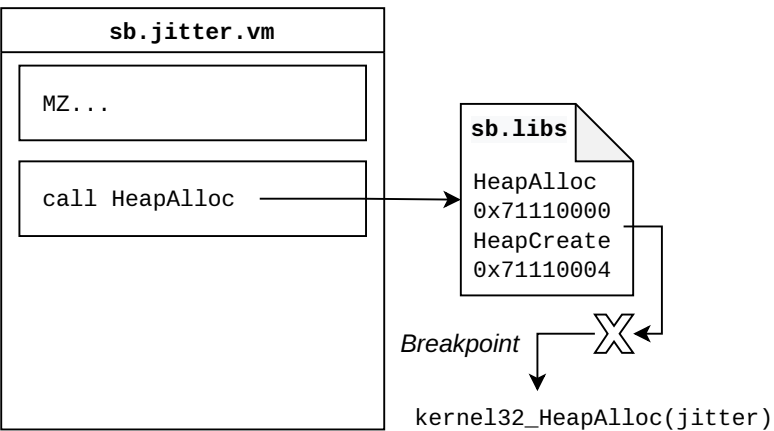 sb.jitter.vm
MZ...
call HeapAlloc
sb.libs
HeapAlloc
0x71110000
HeapCreate
0x71110004
Breakpoint
kernel32_HeapAlloc(jitter)